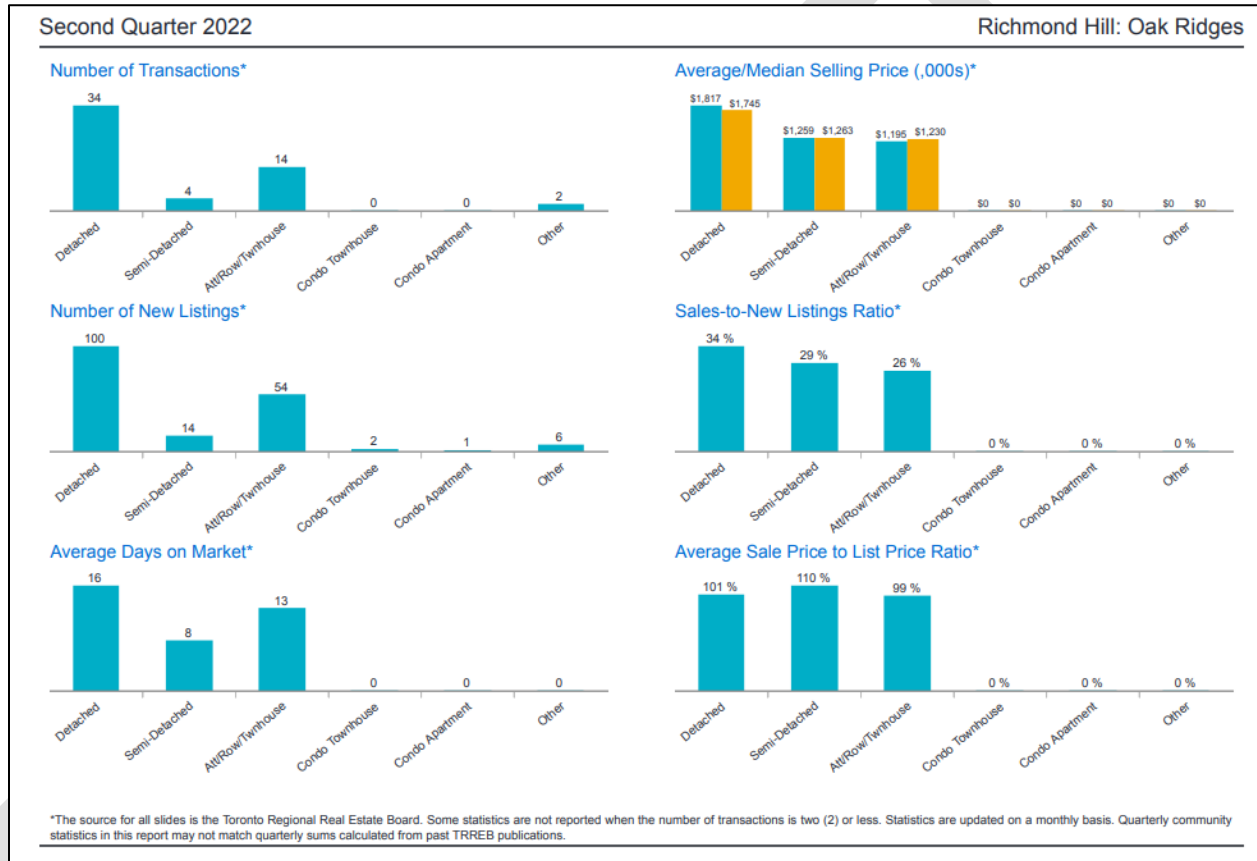 Second Quarter 2022
Richmond Hill: Oak Ridges
Number of Transactions*
34
4
14
0
0
2
Detached
Semi-Detached
Att/Row/Twnhouse
Condo Townhouse
Condo Apartment
Other
Average/Median Selling Price (,000s)*
$1,817 $1,745
$1,259 $1,263
$1,195 $1,230
$0 $0
$0 $0
$0 $0
Detached
Semi-Detached
Att/Row/Twnhouse
Condo Townhouse
Condo Apartment
Other
Number of New Listings*
100
14
54
2
1
6
Detached
Semi-Detached
Att/Row/Twnhouse
Condo Townhouse
Condo Apartment
Other
Sales-to-New Listings Ratio*
34 %
29 %
26 %
0 %
0 %
0 %
Detached
Semi-Detached
Att/Row/Twnhouse
Condo Townhouse
Condo Apartment
Other
Average Days on Market*
16
8
13
0
0
0
Detached
Semi-Detached
Att/Row/Twnhouse
Condo Townhouse
Condo Apartment
Other
Average Sale Price to List Price Ratio*
101 %
110 %
99 %
0 %
0 %
0 %
Detached
Semi-Detached
Att/Row/Twnhouse
Condo Townhouse
Condo Apartment
Other
*The source for all slides is the Toronto Regional Real Estate Board. Some statistics are not reported when the number of transactions is two (2) or less. Statistics are updated on a monthly basis. Quarterly community
statistics in this report may not match quarterly sums calculated from past TRREB publications.